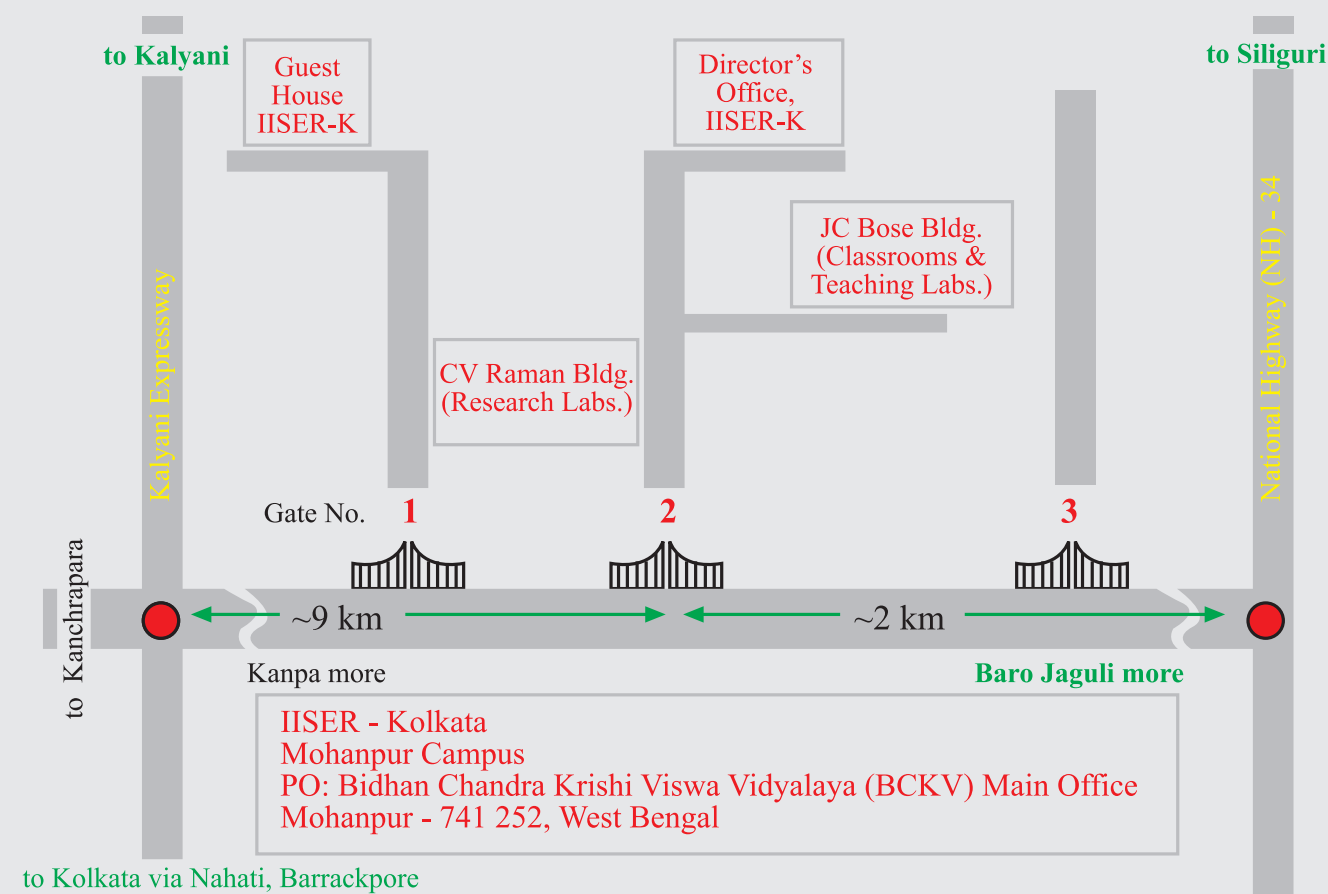 to Kalyani
to Siliguri
Guest
House
IISER-K
Director's
Office,
IISER-K
JC Bose Bldg.
(Classrooms &
Teaching Labs.)
CV Raman Bldg.
(Research Labs.)
Kalyani Expressway
National Highway (NH) - 34
Gate No. 1 2 3
to Kanchrapara
~9 km
~2 km
Kanpa more
Baro Jaguli more
IISER - Kolkata
Mohanpur Campus
PO: Bidhan Chandra Krishi Viswa Vidyalaya (BCKV) Main Office
Mohanpur - 741 252, West Bengal
to Kolkata via Nahati, Barrackpore